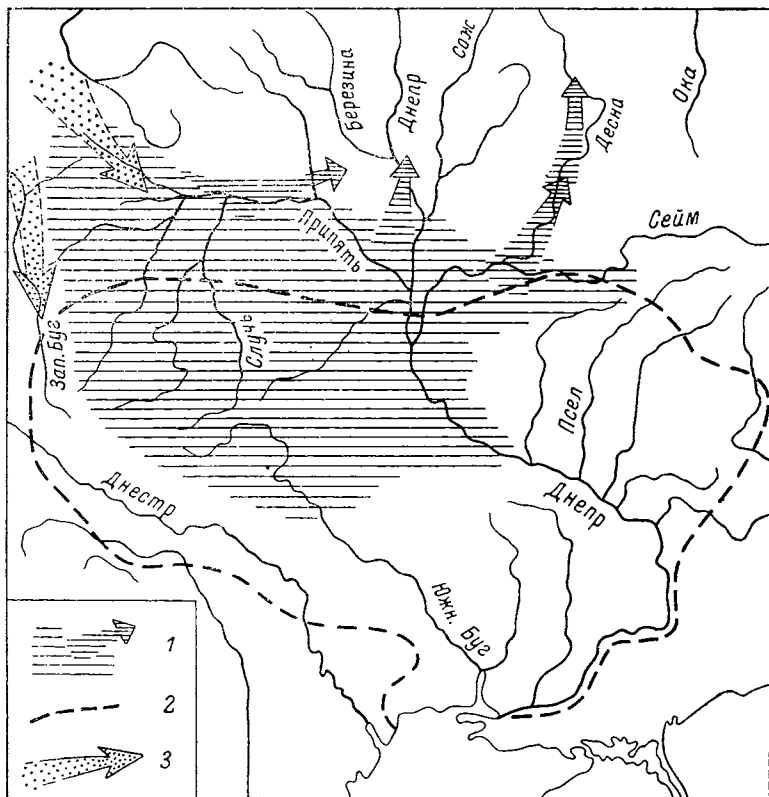 Березина
Днепр
Сож
Десна
Ока
Припять
Сейм
Зап. Буг
Случь
Псел
Днестр
Днепр
Южн. Буг
1
2
3